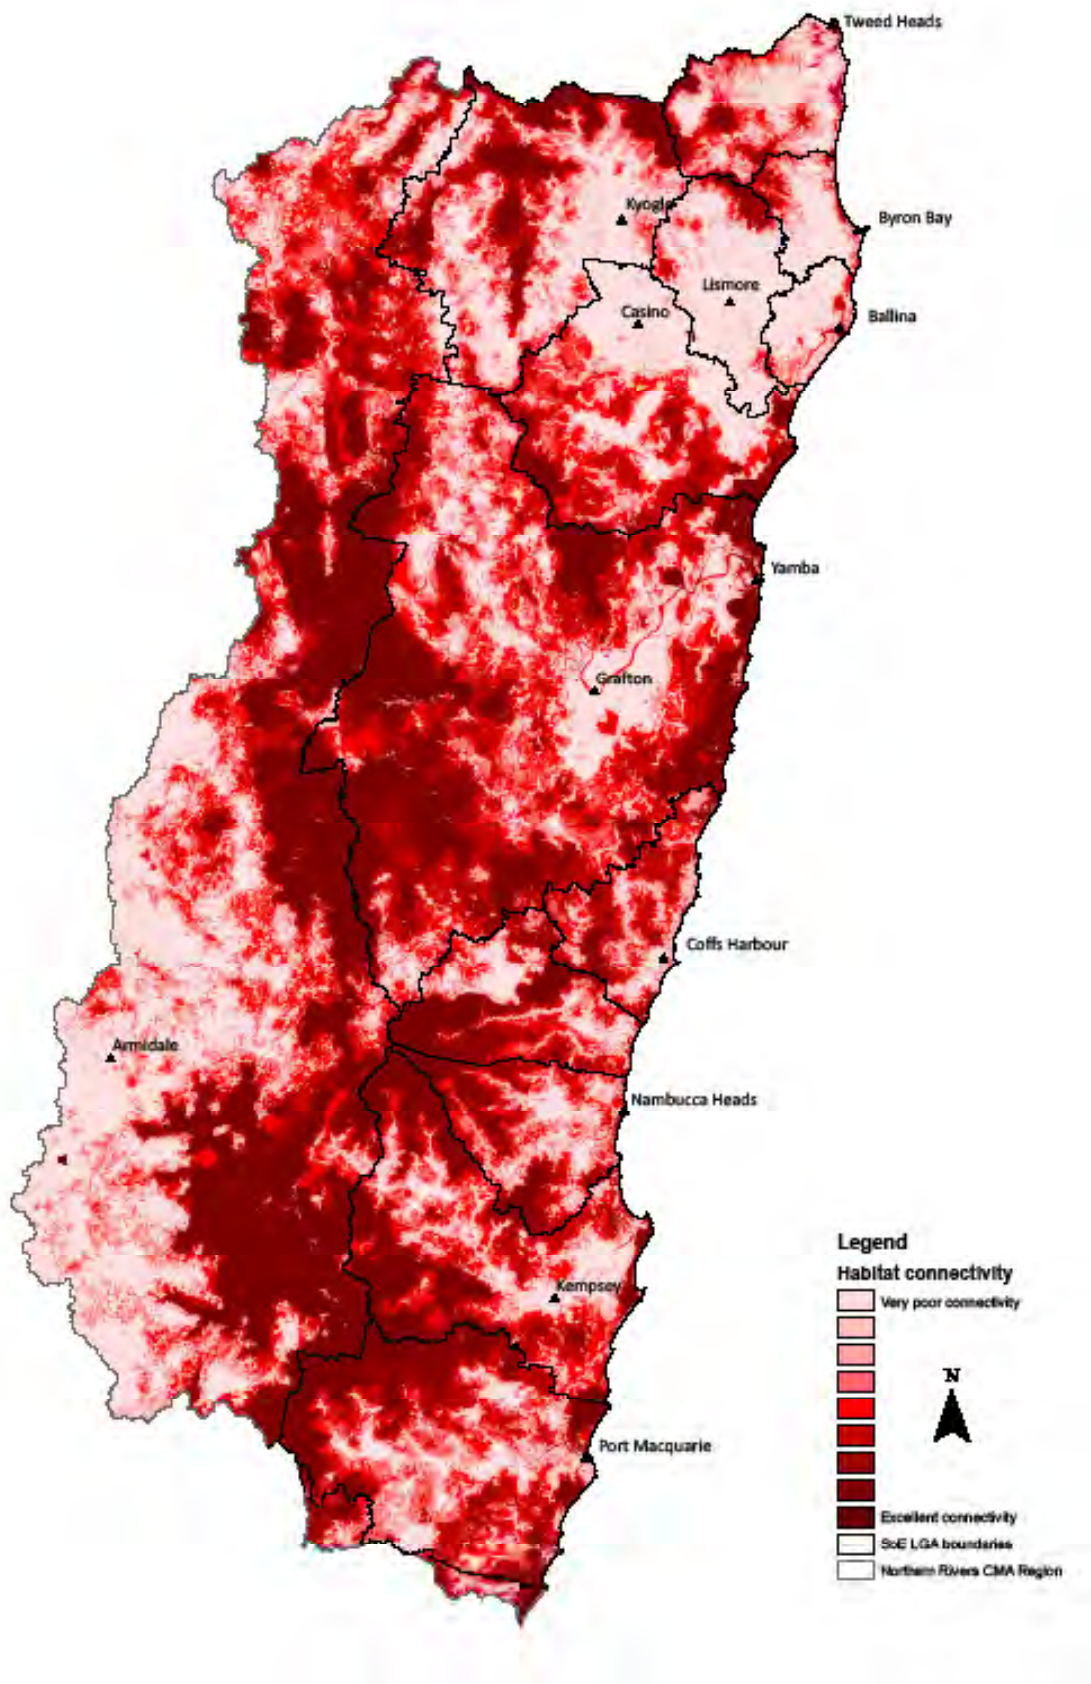 Tweed Heads
Kyogle
Byron Bay
Lismore
Casino
Ballina
Yamba
Grafton
Coffs Harbour
Armidale
Nambucca Heads
Kempsey
Port Macquarie
Legend
Habitat connectivity
Very poor connectivity
N
Excellent connectivity
SoE LGA boundaries
Northern Rivers CMA Region